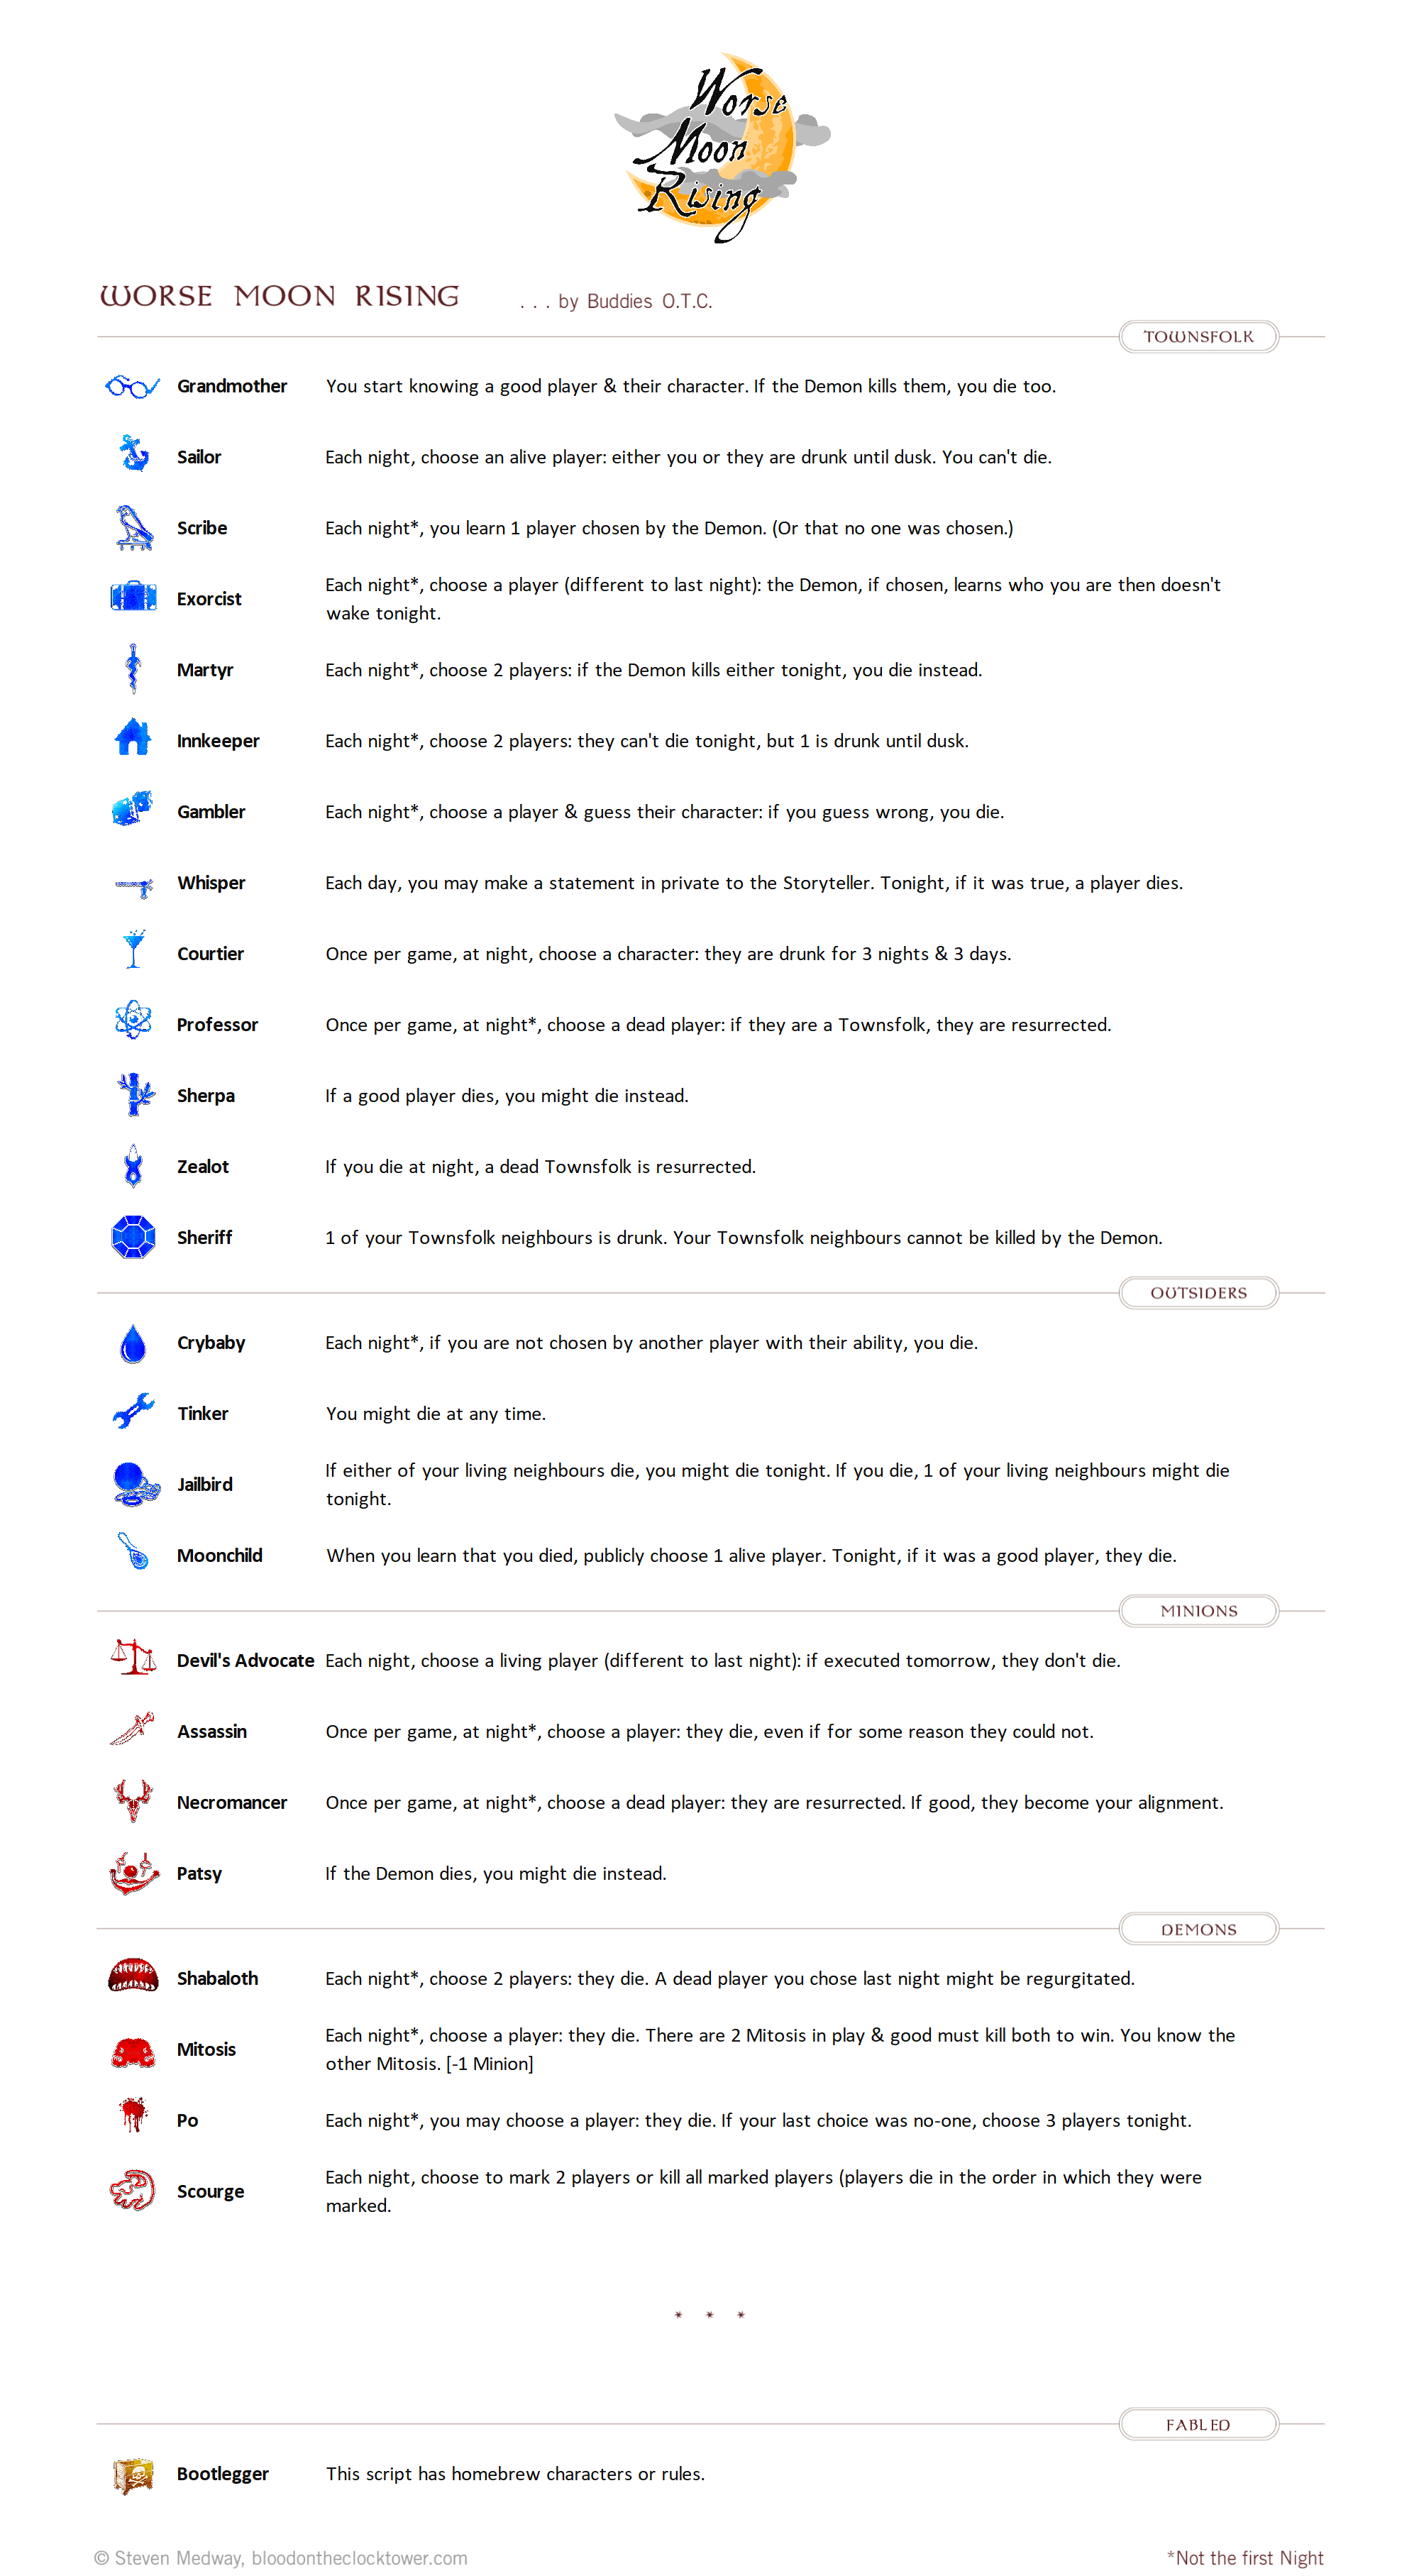 Worse
Moon
Rising
WORSE MOON RISING . . . by Buddies O.T.C.
TOWNSFOLK
Grandmother You start knowing a good player & their character. If the Demon kills them, you die too.
Sailor Each night, choose an alive player: either you or they are drunk until dusk. You can't die.
Scribe Each night*, you learn 1 player chosen by the Demon. (Or that no one was chosen.)
Exorcist Each night*, choose a player (different to last night): the Demon, if chosen, learns who you are then doesn't
wake tonight.
Martyr Each night*, choose 2 players: if the Demon kills either tonight, you die instead.
Innkeeper Each night*, choose 2 players: they can't die tonight, but 1 is drunk until dusk.
Gambler Each night*, choose a player & guess their character: if you guess wrong, you die.
Whisper Each day, you may make a statement in private to the Storyteller. Tonight, if it was true, a player dies.
Courtier Once per game, at night, choose a character: they are drunk for 3 nights & 3 days.
Professor Once per game, at night*, choose a dead player: if they are a Townsfolk, they are resurrected.
Sherpa If a good player dies, you might die instead.
Zealot If you die at night, a dead Townsfolk is resurrected.
Sheriff 1 of your Townsfolk neighbours is drunk. Your Townsfolk neighbours cannot be killed by the Demon.
OUTSIDERS
Crybaby Each night*, if you are not chosen by another player with their ability, you die.
Tinker You might die at any time.
Jailbird If either of your living neighbours die, you might die tonight. If you die, 1 of your living neighbours might die
tonight.
Moonchild When you learn that you died, publicly choose 1 alive player. Tonight, if it was a good player, they die.
MINIONS
Devil's Advocate Each night, choose a living player (different to last night): if executed tomorrow, they don't die.
Assassin Once per game, at night*, choose a player: they die, even if for some reason they could not.
Necromancer Once per game, at night*, choose a dead player: they are resurrected. If good, they become your alignment.
Patsy If the Demon dies, you might die instead.
DEMONS
Shabaloth Each night*, choose 2 players: they die. A dead player you chose last night might be regurgitated.
Mitosis Each night*, choose a player: they die. There are 2 Mitosis in play & good must kill both to win. You know the
other Mitosis. [-1 Minion]
Po Each night*, you may choose a player: they die. If your last choice was no-one, choose 3 players tonight.
Scourge Each night, choose to mark 2 players or kill all marked players (players die in the order in which they were
marked.
* * *
FABLED
Bootlegger This script has homebrew characters or rules.
© Steven Medway, bloodontheclocktower.com *Not the first Night